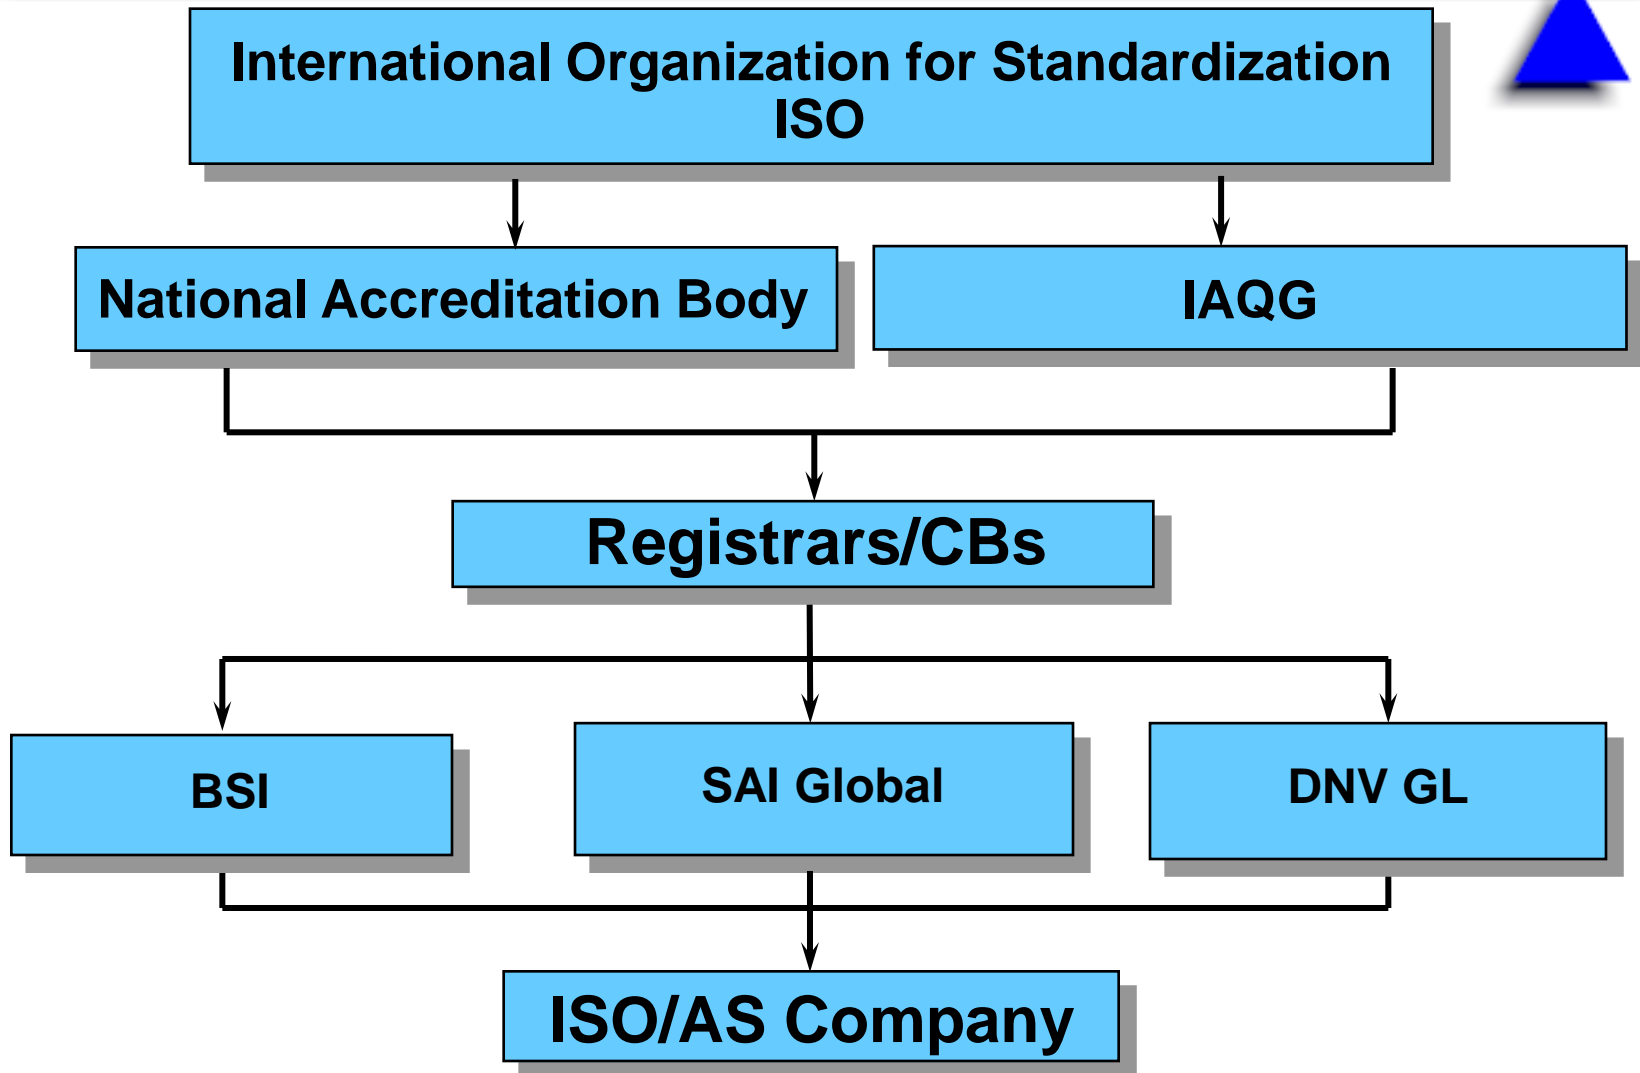 International Organization for Standardization
ISO
National Accreditation Body
IAQG
Registrars/CBs
BSI
SAI Global
DNV GL
ISO/AS Company